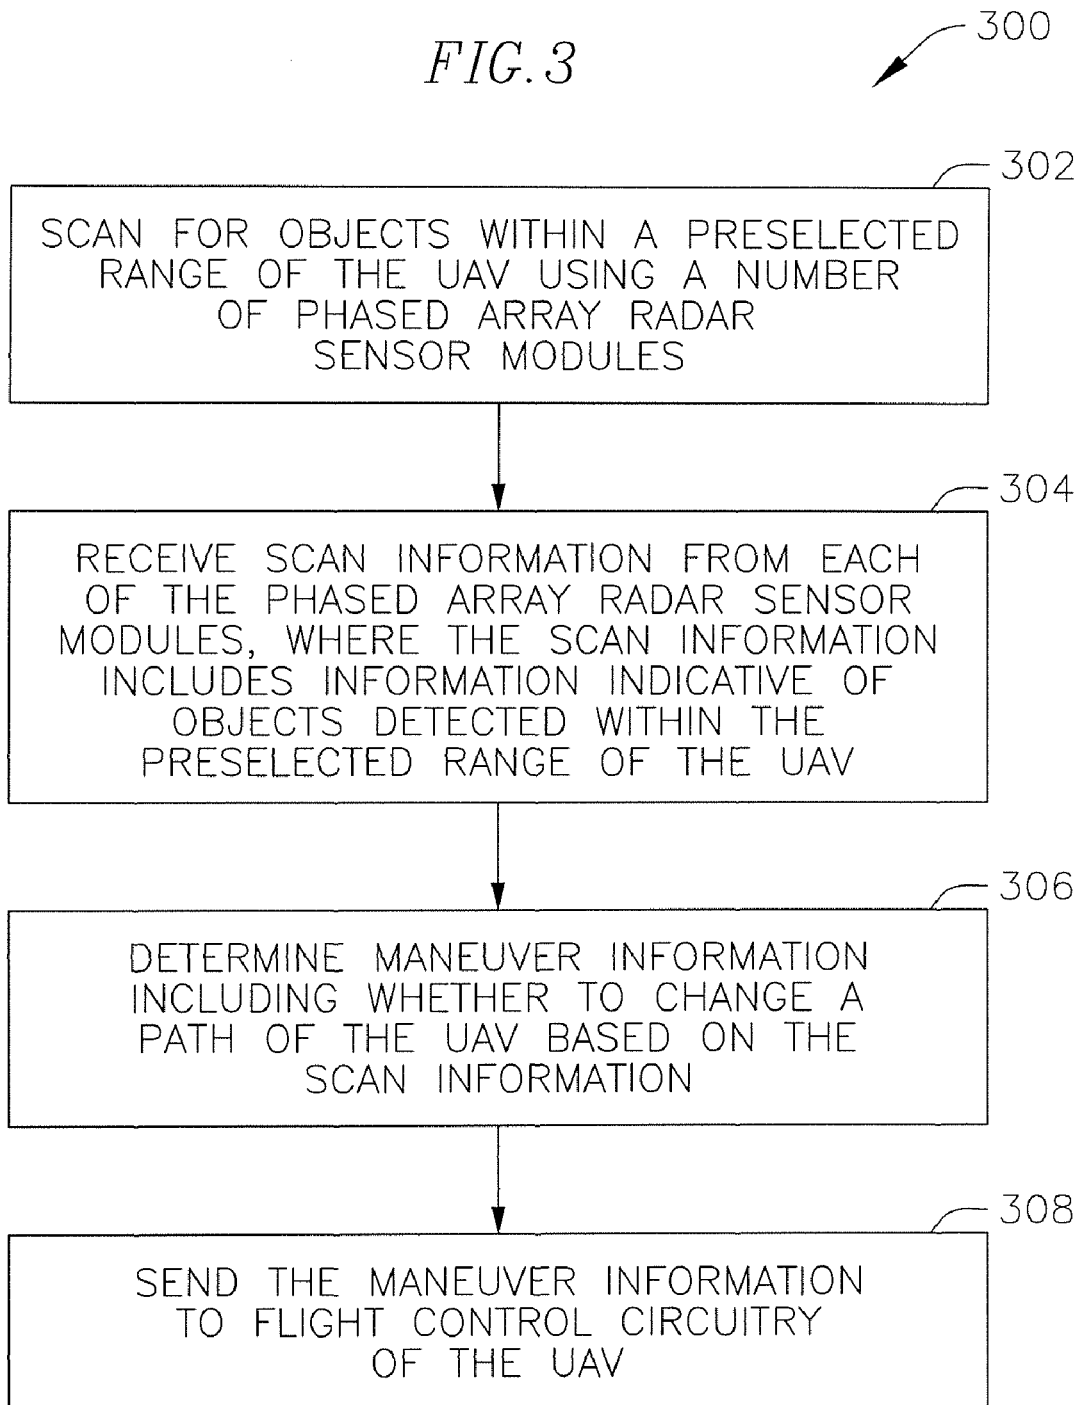 FIG.3
300
302
SCAN FOR OBJECTS WITHIN A PRESELECTED
RANGE OF THE UAV USING A NUMBER
OF PHASED ARRAY RADAR
SENSOR MODULES
304
RECEIVE SCAN INFORMATION FROM EACH
OF THE PHASED ARRAY RADAR SENSOR
MODULES, WHERE THE SCAN INFORMATION
INCLUDES INFORMATION INDICATIVE OF
OBJECTS DETECTED WITHIN THE
PRESELECTED RANGE OF THE UAV
306
DETERMINE MANEUVER INFORMATION
INCLUDING WHETHER TO CHANGE A
PATH OF THE UAV BASED ON THE
SCAN INFORMATION
308
SEND THE MANEUVER INFORMATION
TO FLIGHT CONTROL CIRCUITRY
OF THE UAV